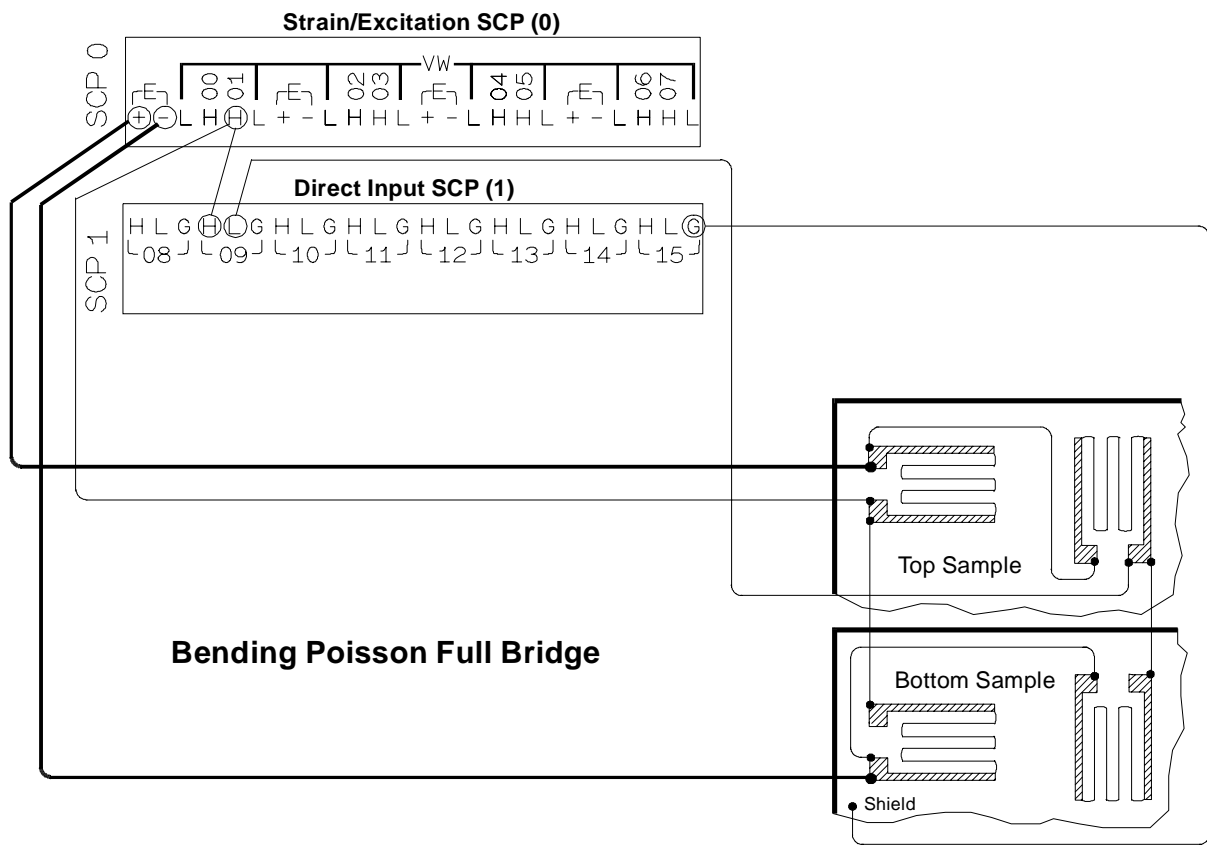 Strain/Excitation SCP (0)
SCP 0
VW
E 00 01 E 02 03 E 04 05 E 06 07
+ - L H H L + - L H H L + - L H H L + - L H H L
Direct Input SCP (1)
SCP 1
H L G H L G H L G H L G H L G H L G H L G H L G
08 09 10 11 12 13 14 15
Top Sample
Bending Poisson Full Bridge
Bottom Sample
Shield